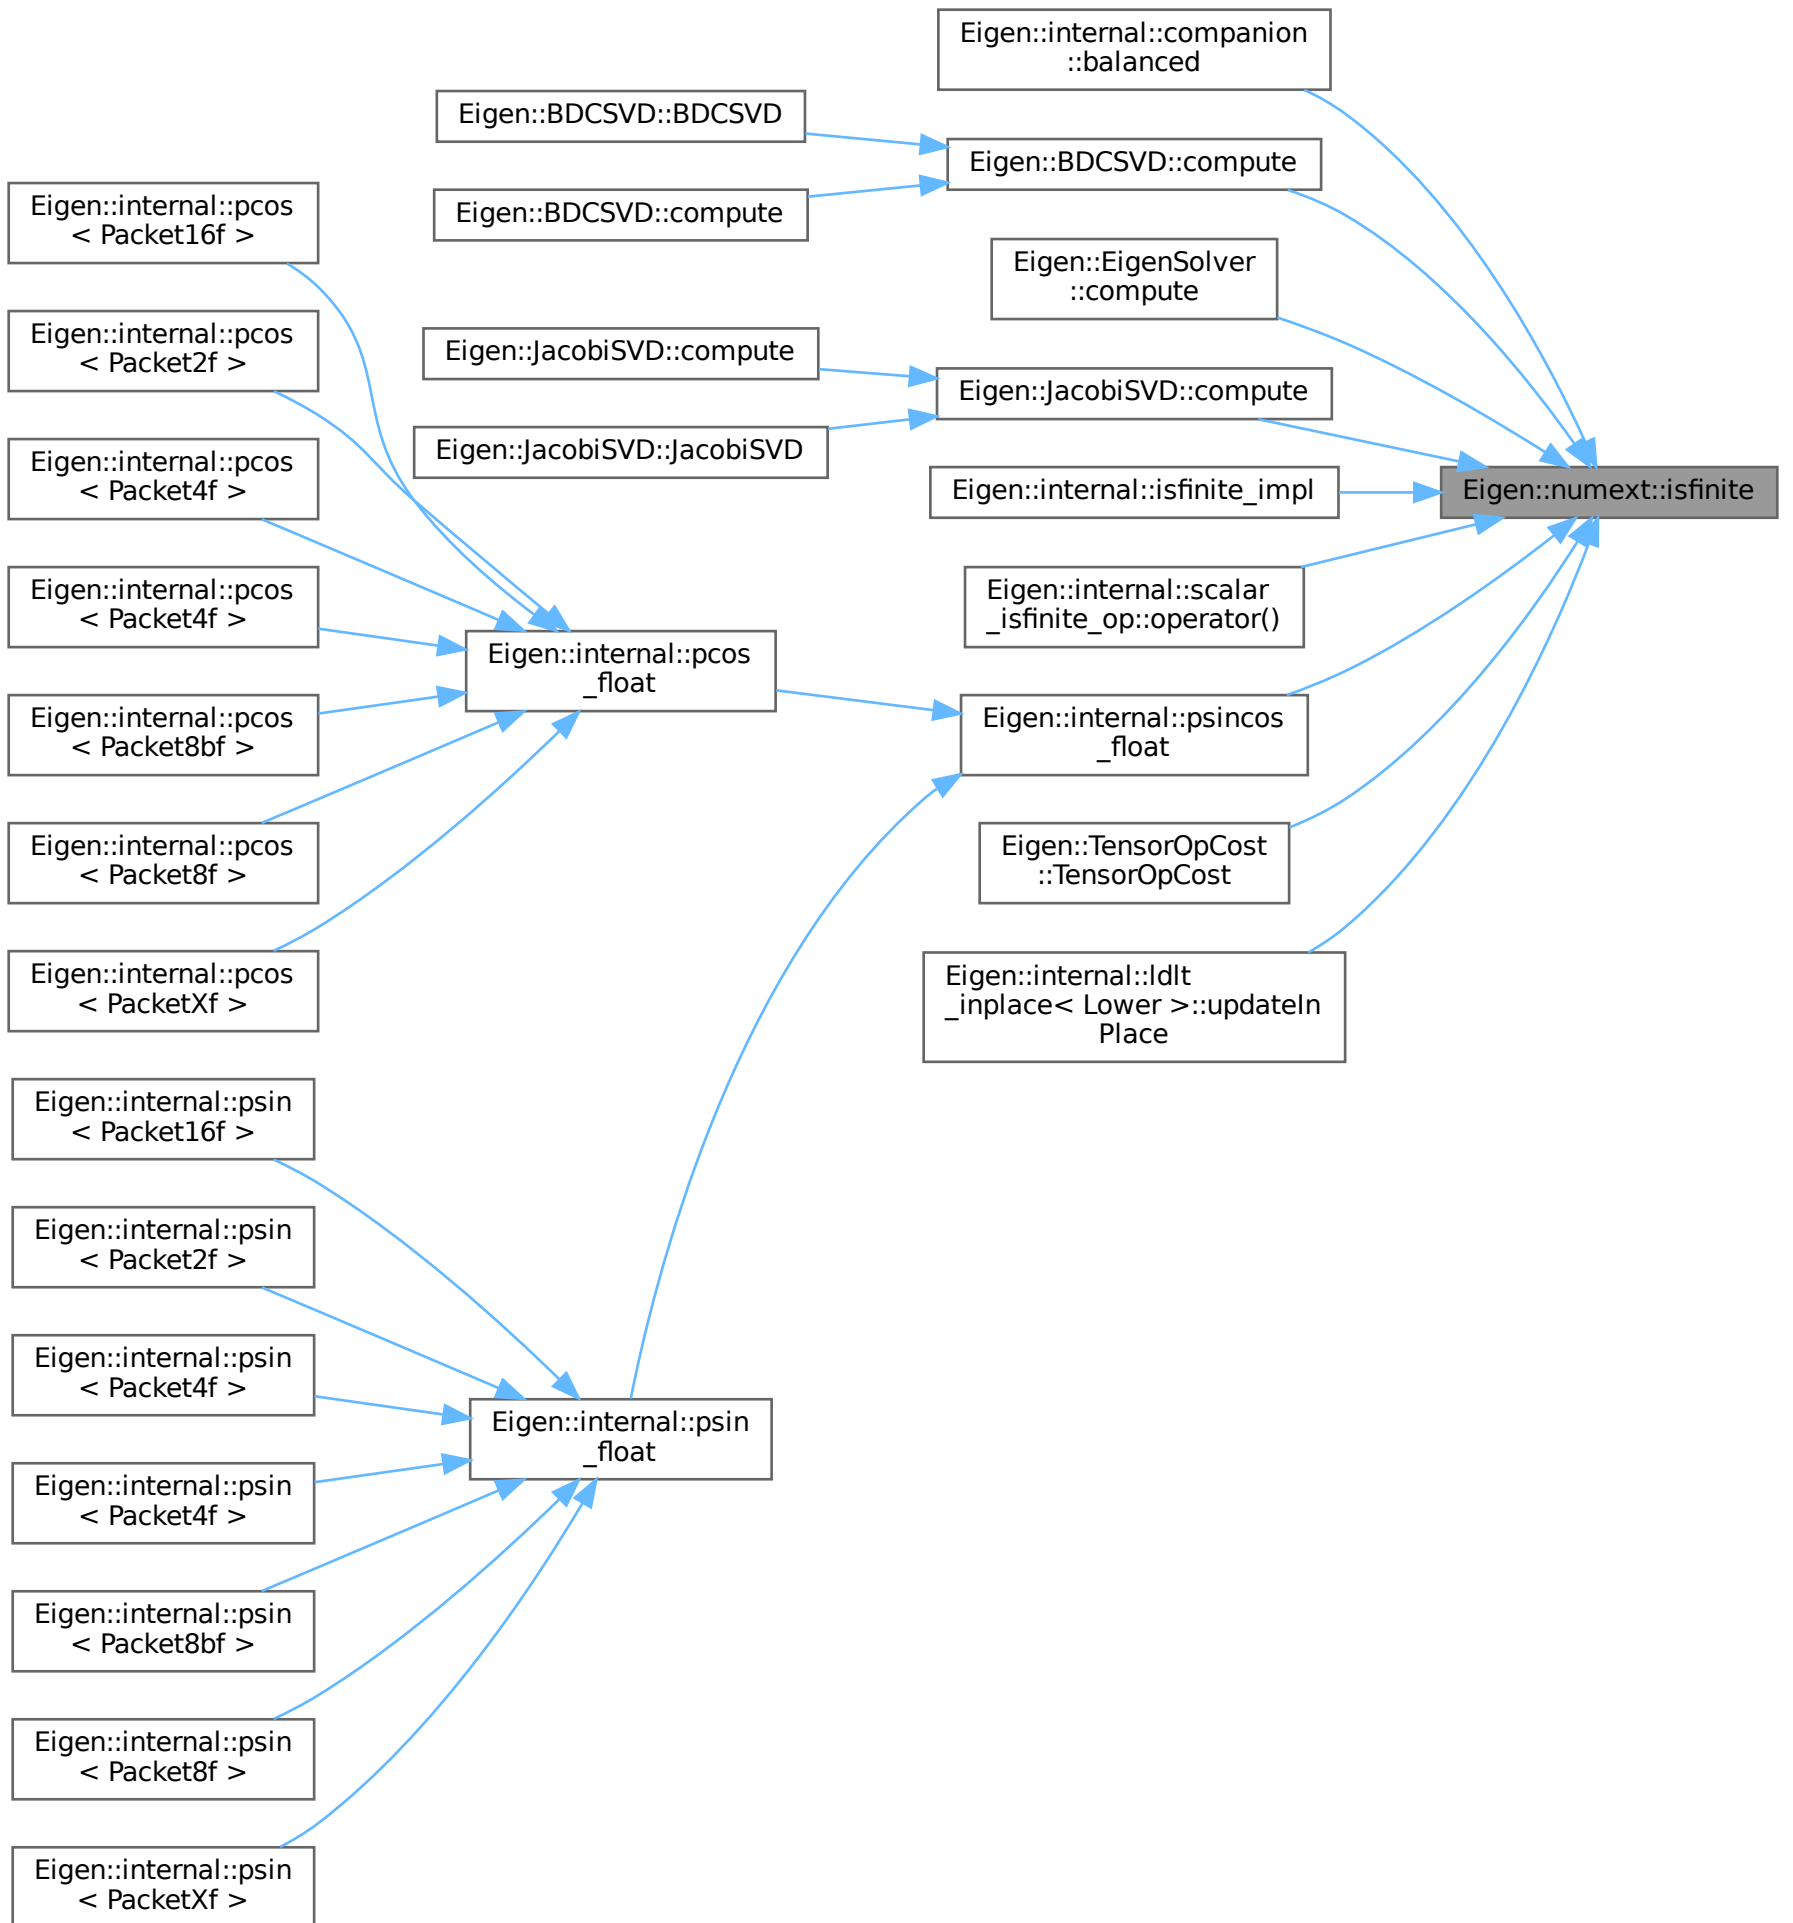 Eigen::internal::companion
::balanced
Eigen::BDCSVD::BDCSVD
Eigen::BDCSVD::compute
Eigen::BDCSVD::compute
Eigen::internal::pcos
< Packet16f >
Eigen::EigenSolver
::compute
Eigen::internal::pcos
< Packet2f >
Eigen::JacobiSVD::compute
Eigen::JacobiSVD::compute
Eigen::JacobiSVD::JacobiSVD
Eigen::internal::pcos
< Packet4f >
Eigen::internal::isfinite_impl
Eigen::numext::isfinite
Eigen::internal::pcos
< Packet4f >
Eigen::internal::scalar
_isfinite_op::operator()
Eigen::internal::pcos
_float
Eigen::internal::pcos
< Packet8bf >
Eigen::internal::psincos
_float
Eigen::internal::pcos
< Packet8f >
Eigen::TensorOpCost
::TensorOpCost
Eigen::internal::pcos
< PacketXf >
Eigen::internal::ldlt
_inplace< Lower >::updateIn
Place
Eigen::internal::psin
< Packet16f >
Eigen::internal::psin
< Packet2f >
Eigen::internal::psin
< Packet4f >
Eigen::internal::psin
_float
Eigen::internal::psin
< Packet4f >
Eigen::internal::psin
< Packet8bf >
Eigen::internal::psin
< Packet8f >
Eigen::internal::psin
< PacketXf >